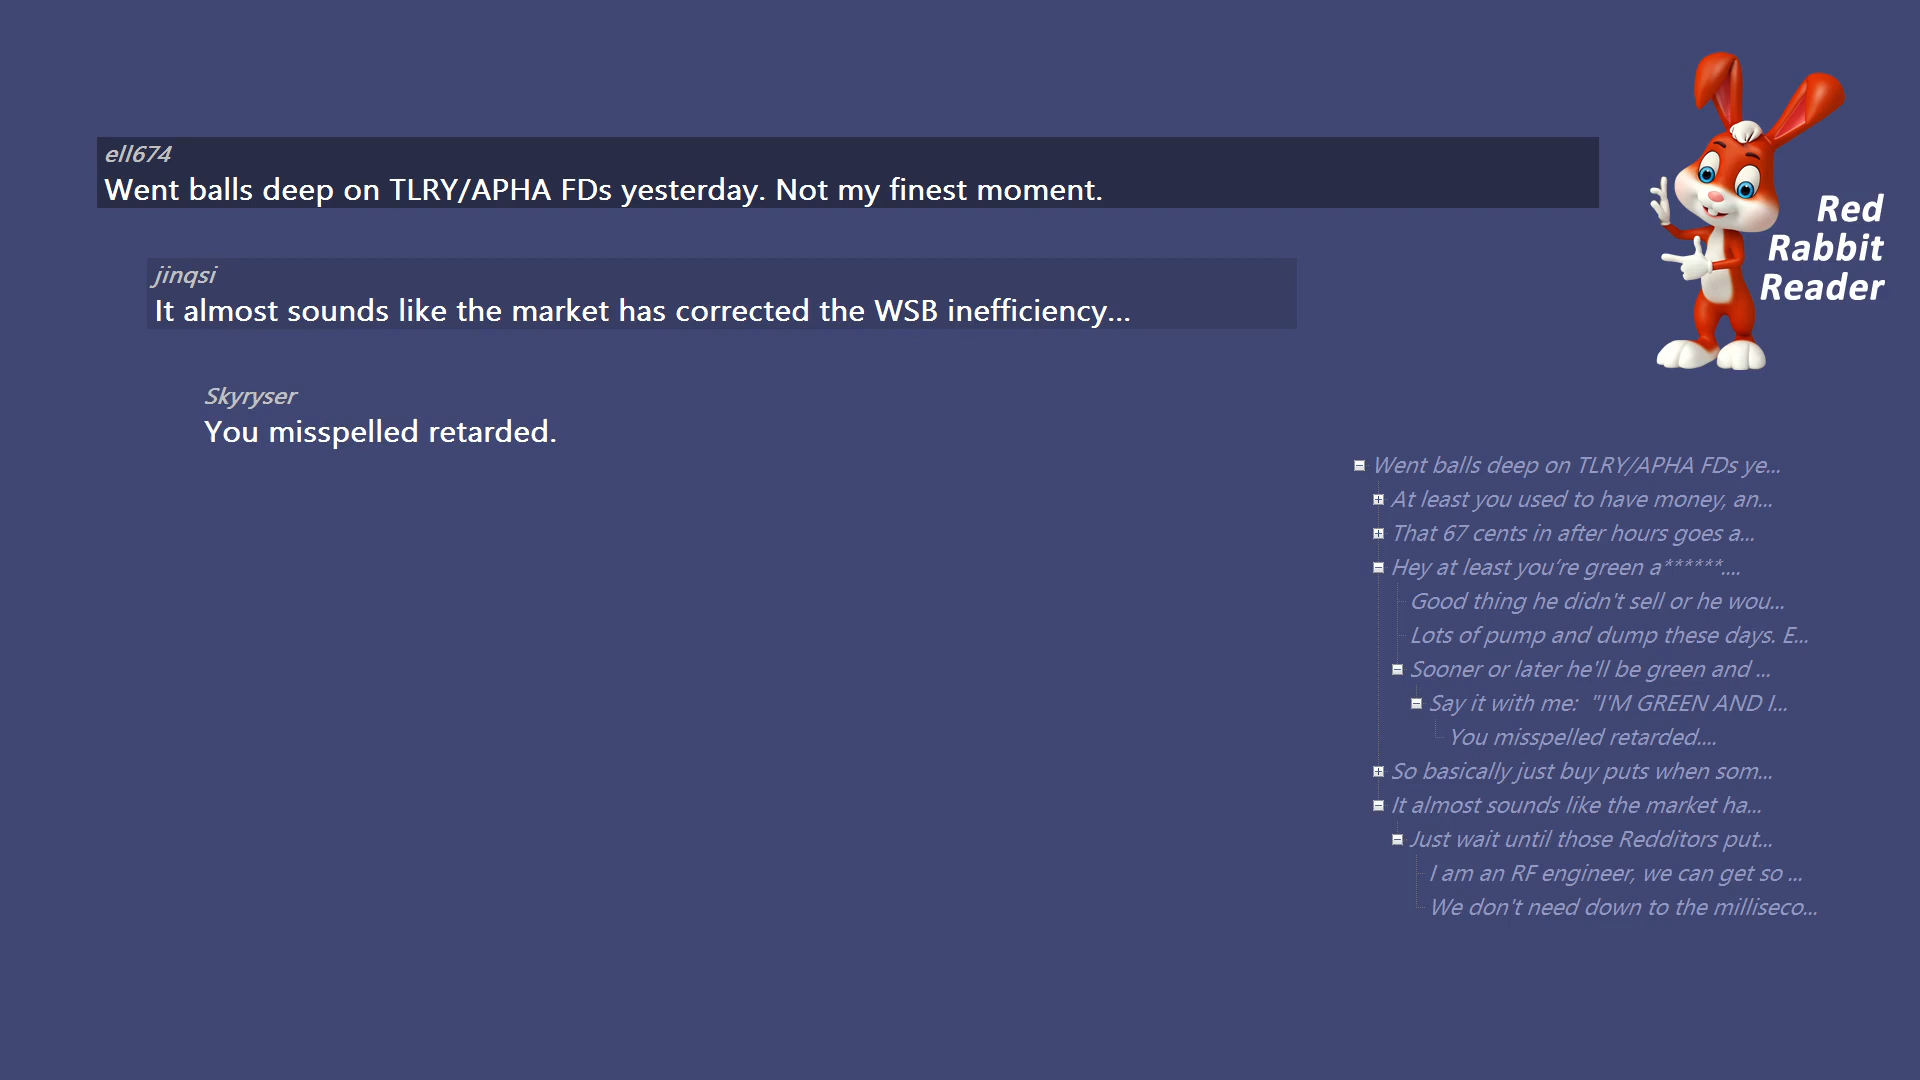 ell674
Went balls deep on TLRY/APHA FDs yesterday. Not my finest moment.
jinqsi
It almost sounds like the market has corrected the WSB inefficiency...
Skyryser
You misspelled retarded.
Red
Rabbit
Reader
Went balls deep on TLRY/APHA FDs ye...
At least you used to have money, an...
That 67 cents in after hours goes a...
Hey at least you’re green a******....
Good thing he didn't sell or he wou...
Lots of pump and dump these days. E...
Sooner or later he'll be green and ...
Say it with me:  "I'M GREEN AND I...
You misspelled retarded....
So basically just buy puts when som...
It almost sounds like the market ha...
Just wait until those Redditors put...
I am an RF engineer, we can get so ...
We don't need down to the milliseco...